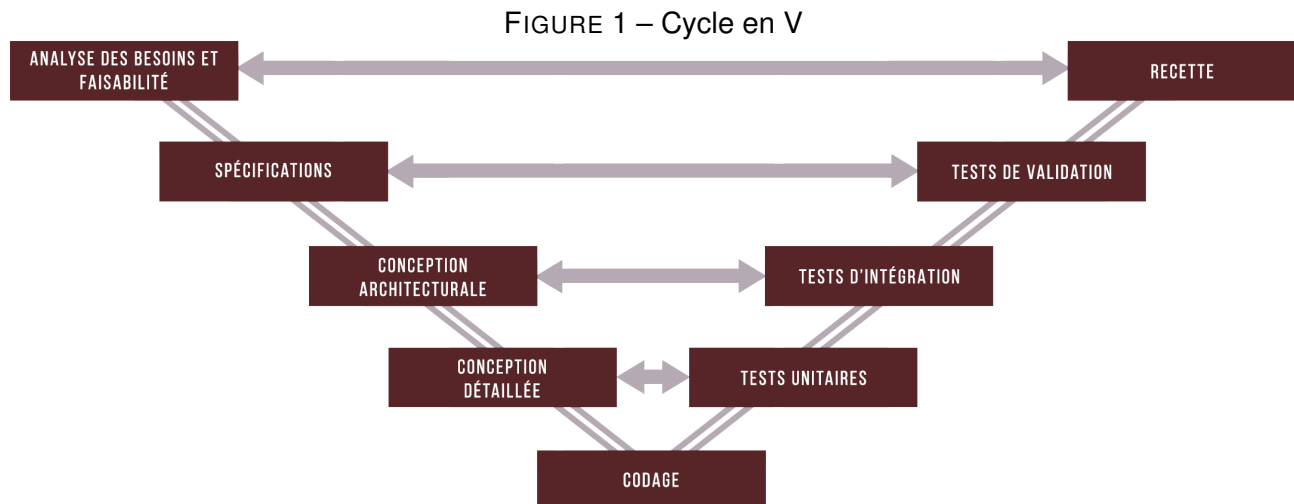 FIGURE 1 – Cycle en V
ANALYSE DES BESOINS ET
FAISABILITÉ
RECETTE
SPÉCIFICATIONS
TESTS DE VALIDATION
CONCEPTION
ARCHITECTURALE
TESTS D'INTÉGRATION
CONCEPTION
DÉTAILLÉE
TESTS UNITAIRES
CODAGE